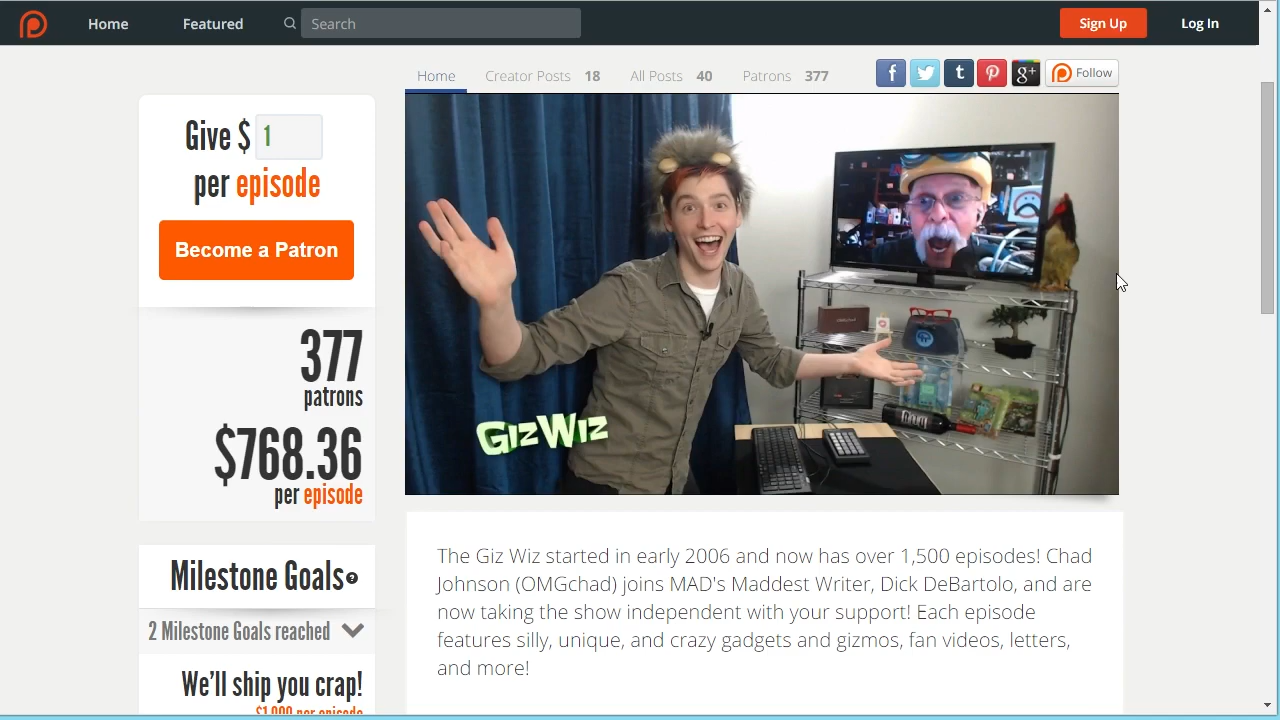 Home Featured Search Sign Up Log In
Home Creator Posts 18 All Posts 40 Patrons 377
f t p g+ Follow
Give $ 1
per episode
Become a Patron
377
patrons
$768.36
per episode
Milestone Goals
2 Milestone Goals reached
We'll ship you crap!
$1,000 per episode
GizWiz
The Giz Wiz started in early 2006 and now has over 1,500 episodes! Chad
Johnson (OMGchad) joins MAD's Maddest Writer, Dick DeBartolo, and are
now taking the show independent with your support! Each episode
features silly, unique, and crazy gadgets and gizmos, fan videos, letters,
and more!